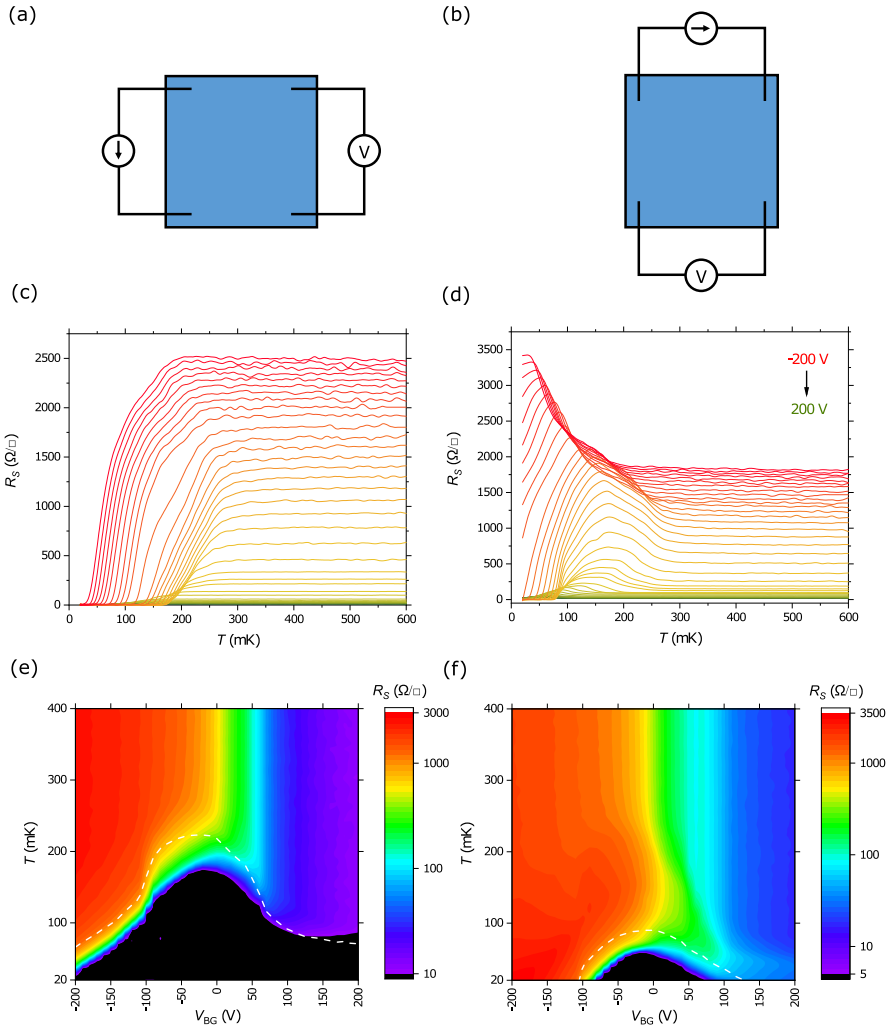 (a)
(b)
V
V
(c)
(d)
2500
2000
1500
1000
500
0
R_S (Ω/□)
0 100 200 300 400 500 600
T (mK)
3500
3000
2500
2000
1500
1000
500
0
R_S (Ω/□)
-200 V
200 V
0 100 200 300 400 500 600
T (mK)
(e)
(f)
400
300
200
100
20
T (mK)
-200 -150 -100 -50 0 50 100 150 200
V_BG (V)
R_S (Ω/□)
3000
1000
100
10
400
300
200
100
20
T (mK)
-200 -150 -100 -50 0 50 100 150 200
V_BG (V)
R_S (Ω/□)
3500
1000
100
10
5